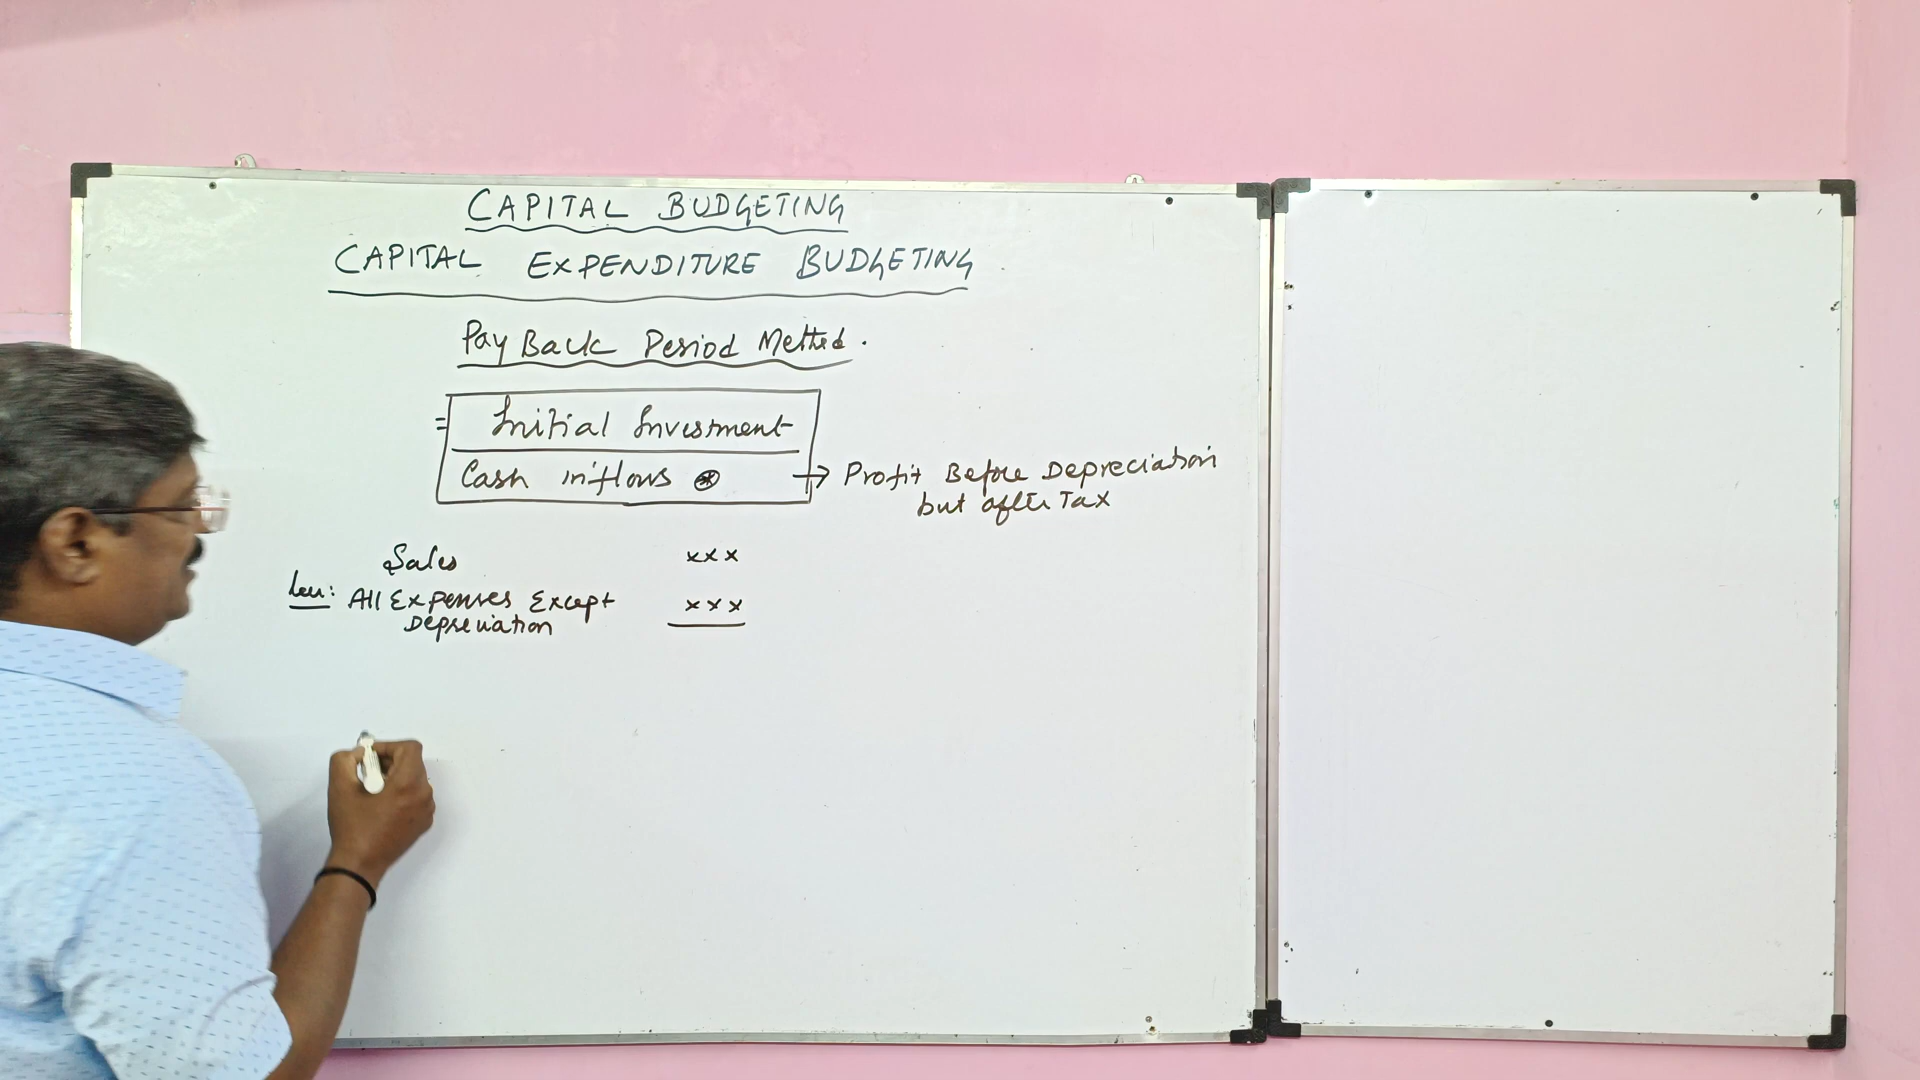 CAPITAL BUDGETING
CAPITAL EXPENDITURE BUDGETING
Pay Back Period Method.
= Initial Investment
Cash inflows → Profit Before Depreciation
but after Tax
Sales xxx
Less: All Expenses Except xxx
Depreciation